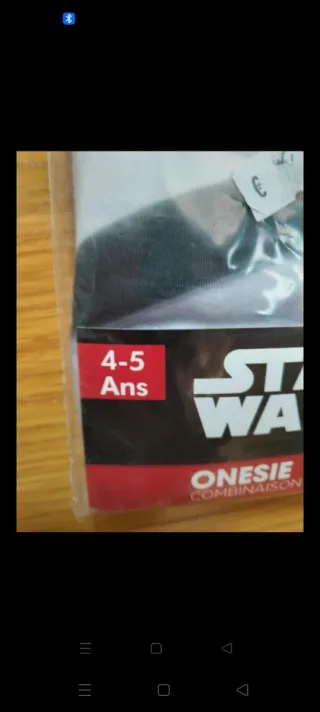 €
4-5
Ans
STA
WA
ONESIE
COMBINAISON